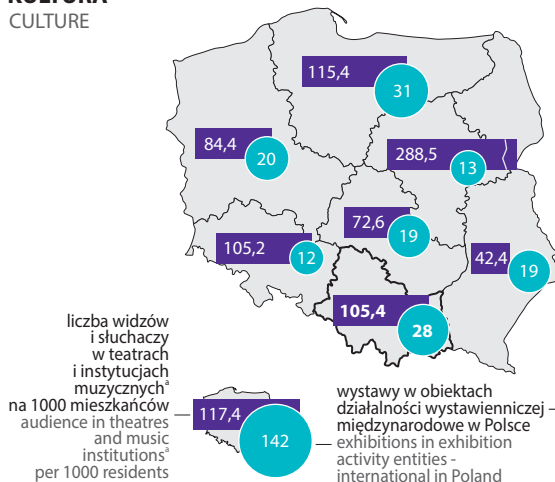 KULTURA
CULTURE
115,4
31
84,4
20
288,5
13
72,6
19
105,2
12
42,4
19
105,4
28
liczba widzów
i słuchaczy
w teatrach
i instytucjach
muzycznychª
na 1000 mieszkańców
audience in theatres
and music
institutionsª
per 1000 residents
117,4
142
wystawy w obiektach
działalności wystawienniczej –
międzynarodowe w Polsce
exhibitions in exhibition
activity entities -
international in Poland